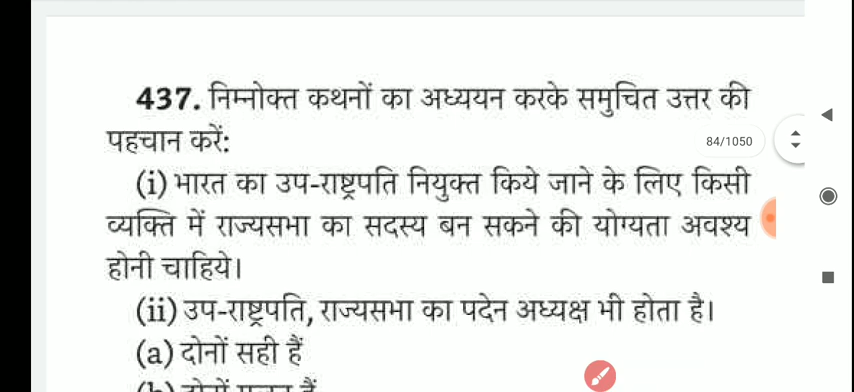 437. निम्नोक्त कथनों का अध्ययन करके समुचित उत्तर की
पहचान करें:
84/1050
(i) भारत का उप-राष्ट्रपति नियुक्त किये जाने के लिए किसी
व्यक्ति में राज्यसभा का सदस्य बन सकने की योग्यता अवश्य
होनी चाहिये।
(ii) उप-राष्ट्रपति, राज्यसभा का पदेन अध्यक्ष भी होता है।
(a) दोनों सही हैं